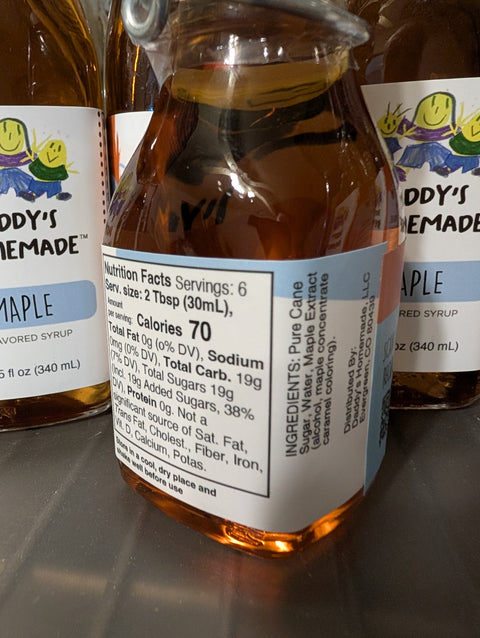 DDY'S
EMADE™
MAPLE
AVORED SYRUP
5 fl oz (340 mL)
Nutrition Facts Servings: 6
Serv. size: 2 Tbsp (30mL),
Amount
per serving: Calories 70
Total Fat 0g (0% DV), Sodium
0mg (0% DV), Total Carb. 19g
(7% DV), Total Sugars 19g
(Incl. 19g Added Sugars, 38%
DV), Protein 0g. Not a
significant source of Sat. Fat,
Trans Fat, Cholest., Fiber, Iron,
Vit. D, Calcium, Potas.
Store in a cool, dry place and
shake well before use
INGREDIENTS: Pure Cane
Sugar, Water, Maple Extract
(alcohol, maple concentrate
caramel coloring).
Distributed By:
Daddy's Homemade, LLC
Evergreen, CO 80439
DDY'S
EMADE
APLE
ORED SYRUP
(340 mL)